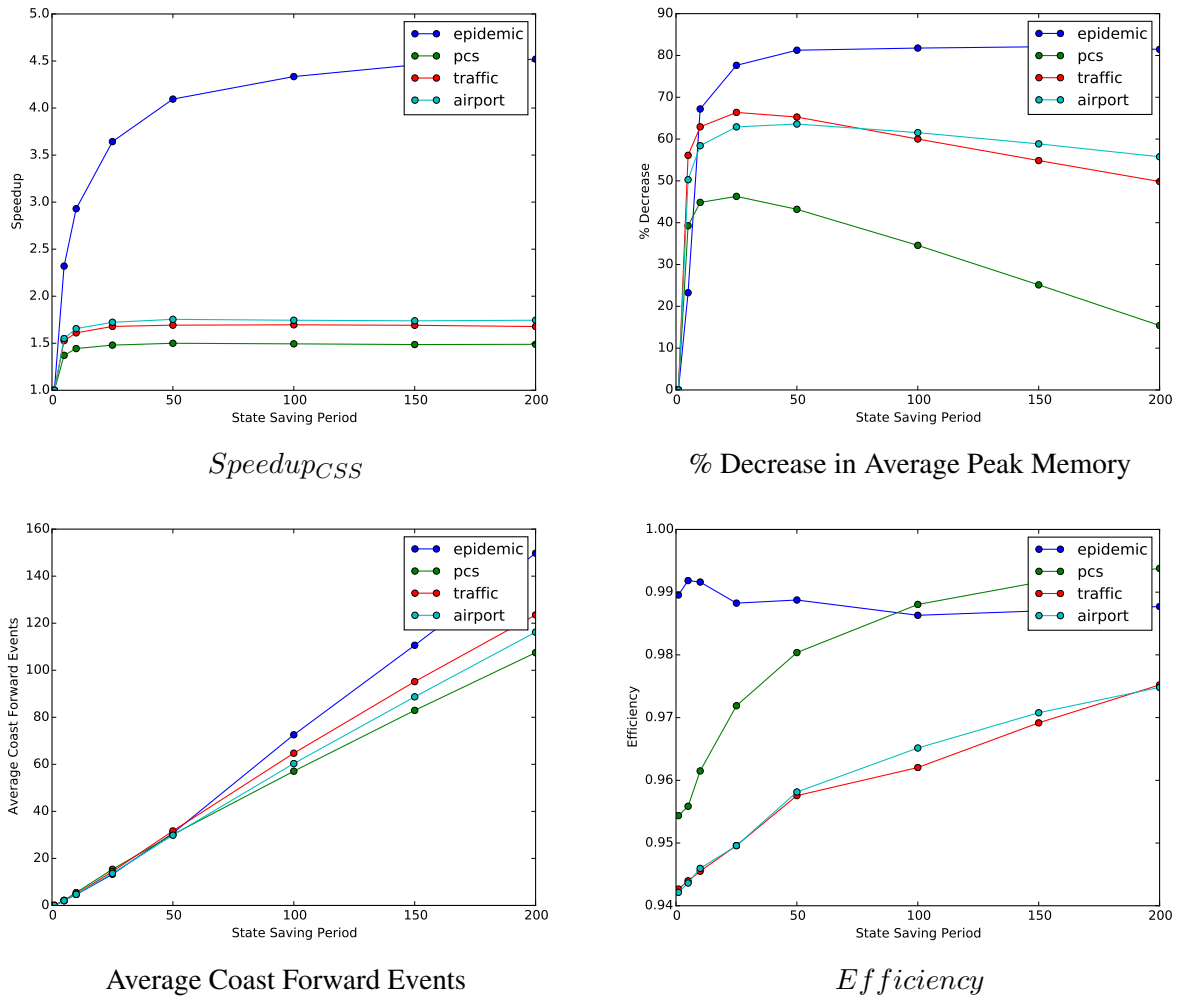 5.0
4.5
4.0
3.5
3.0
2.5
2.0
1.5
1.0
Speedup
0 50 100 150 200
State Saving Period
epidemic
pcs
traffic
airport
Speedup_CSS
90
80
70
60
50
40
30
20
10
0
% Decrease
0 50 100 150 200
State Saving Period
epidemic
pcs
traffic
airport
% Decrease in Average Peak Memory
160
140
120
100
80
60
40
20
0
Average Coast Forward Events
0 50 100 150 200
State Saving Period
epidemic
pcs
traffic
airport
Average Coast Forward Events
1.00
0.99
0.98
0.97
0.96
0.95
0.94
Efficiency
0 50 100 150 200
State Saving Period
epidemic
pcs
traffic
airport
Efficiency